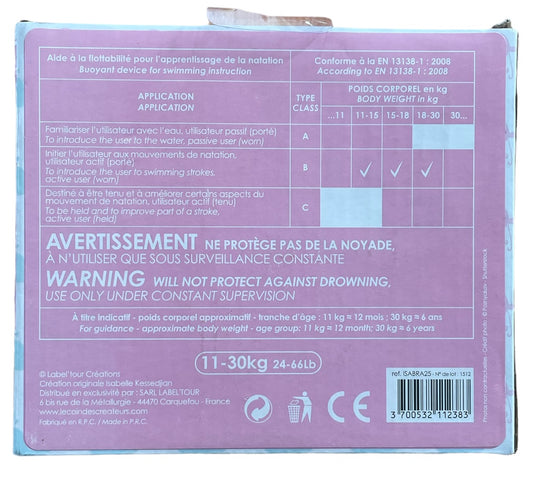 Aide à la flottabilité pour l'apprentissage de la natation
Buoyant device for swimming instruction
Conforme à la EN 13138-1 : 2008
According to EN 13138-1 : 2008
APPLICATION
APPLICATION
TYPE
CLASS
POIDS CORPOREL en kg
BODY WEIGHT in kg
...11 11-15 15-18 18-30 30...
Familiariser l'utilisateur avec l'eau, utilisateur passif (porté)
To introduce the user to the water, passive user (worn)
A
Initier l'utilisateur aux mouvements de natation,
utilisateur actif (porté)
To introduce the user to swimming strokes,
active user (worn)
B ✓ ✓ ✓
Destiné à être tenu et à améliorer certains aspects du
mouvement de natation, utilisateur actif (tenu)
To be held and to improve part of a stroke,
active user (held)
C
AVERTISSEMENT NE PROTÈGE PAS DE LA NOYADE,
À N'UTILISER QUE SOUS SURVEILLANCE CONSTANTE
WARNING WILL NOT PROTECT AGAINST DROWNING,
USE ONLY UNDER CONSTANT SUPERVISION
À titre indicatif - poids corporel approximatif - tranche d'âge : 11 kg = 12 mois ; 30 kg = 6 ans
For guidance - approximate body weight - age group: 11 kg = 12 month; 30 kg = 6 years
11-30kg 24-66Lb
© Label'tour Créations
Création originale Isabelle Kessedjian
Distribué en exclusivité par : SARL LABEL'TOUR
6 bis rue de la Métallurgie - 44470 Carquefou - France
www.lecoindescreateurs.com
Fabriqué en R.P.C. / Made in P.R.C.
CE
ref. ISABRA25 - N° de lot : 1512
3 700532 112383
Photos non contractuelles - Crédit photo : © Shutterstock